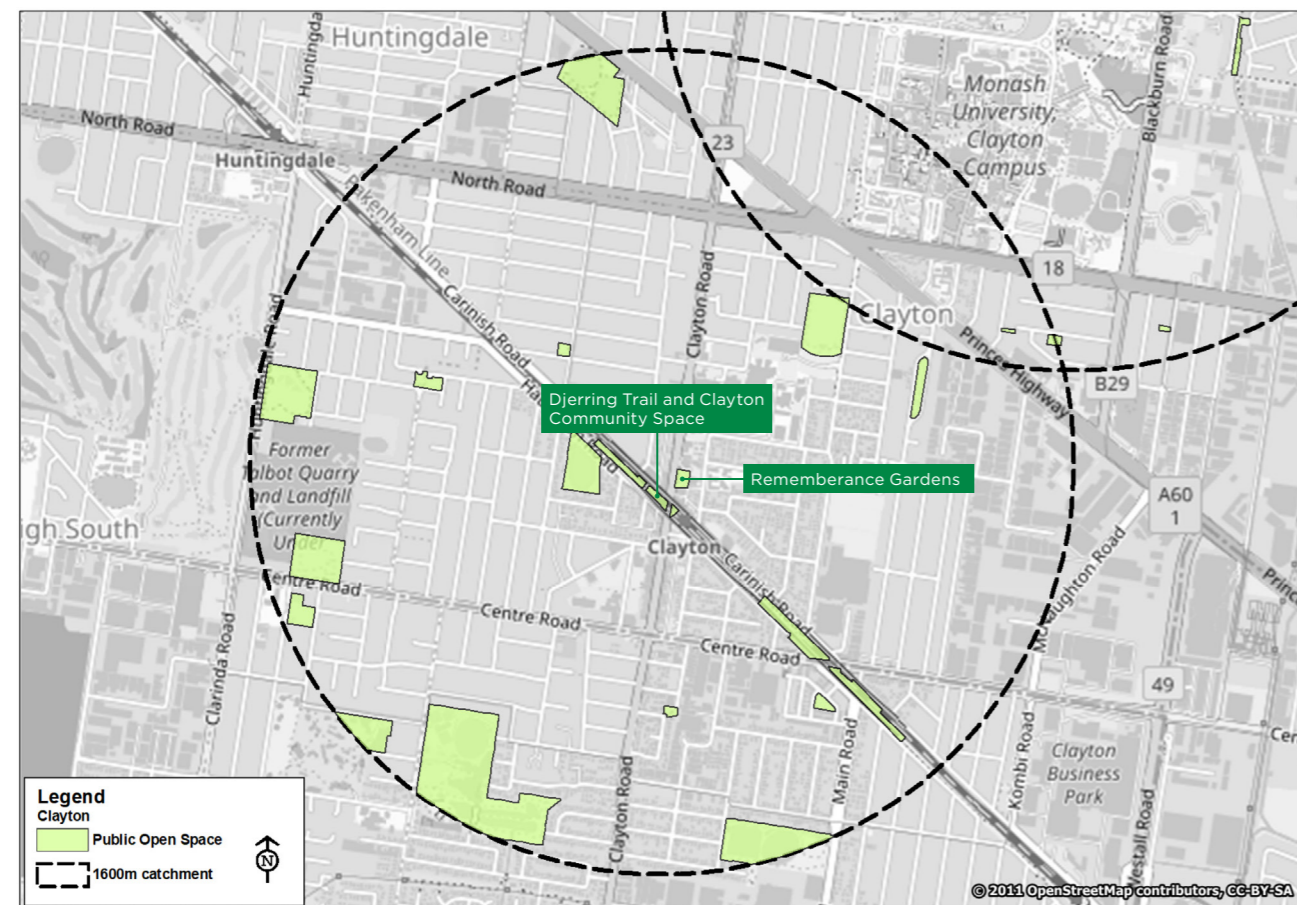 Huntingdale
Huntingda
North Road
Huntingdale
North Road
23
Monash
University,
Clayton
Campus
Blackburn Road
18
Pakenham Line
Carinish Road
Clayton Road
Clayton
Princes Highway
B29
Road
Djerring Trail and Clayton
Community Space
Rememberance Gardens
Former
Talbot Quarry
and Landfill
(Currently
Under
igh South
A60
1
Clayton
Carinish Road
McNaughton Road
Centre Road
Centre Road
Centre Road
49
Cen
Clarinda Road
Clayton Road
Main Road
Kombi Road
Clayton
Business
Park
Westall Road
Legend
Clayton
Public Open Space
1600m catchment
N
© 2011 OpenStreetMap contributors, CC-BY-SA